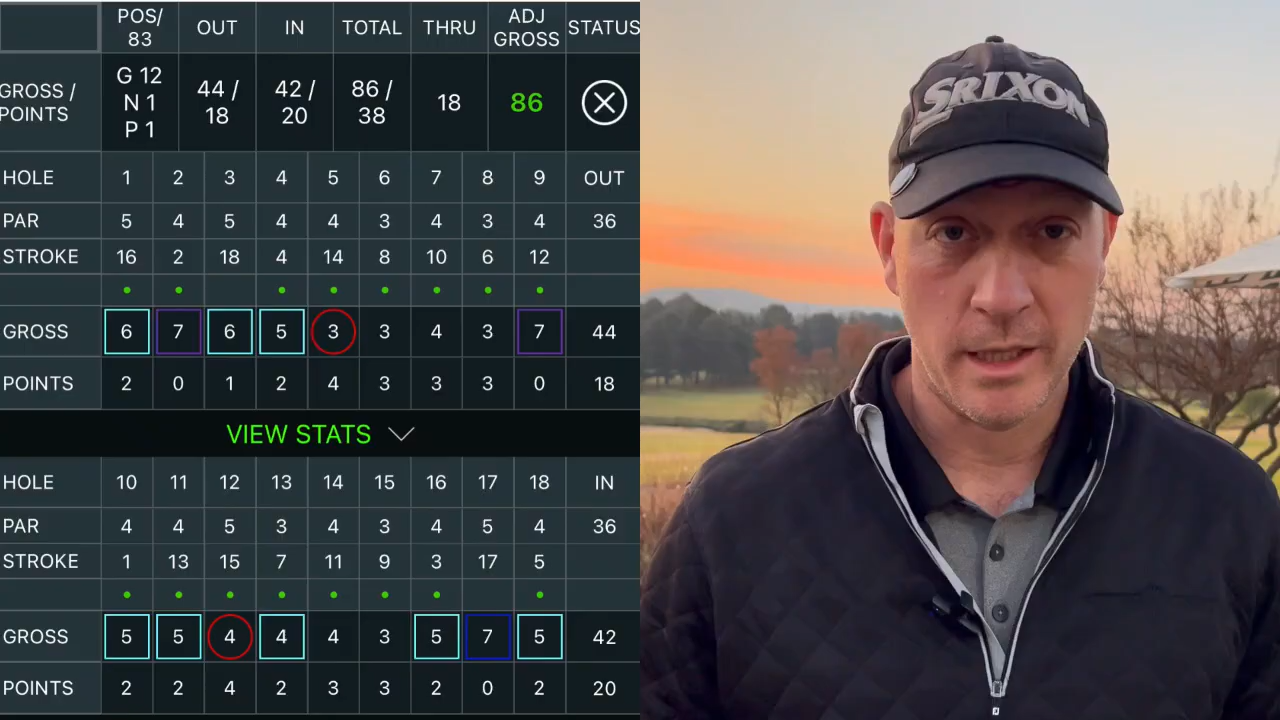 POS/ 83 OUT IN TOTAL THRU ADJ GROSS STATUS
GROSS / POINTS G 12 N 1 P 1 44 / 18 42 / 20 86 / 38 18 86
HOLE 1 2 3 4 5 6 7 8 9 OUT
PAR 5 4 5 4 4 3 4 3 4 36
STROKE 16 2 18 4 14 8 10 6 12
GROSS 6 7 6 5 3 3 4 3 7 44
POINTS 2 0 1 2 4 3 3 3 0 18
VIEW STATS
HOLE 10 11 12 13 14 15 16 17 18 IN
PAR 4 4 5 3 4 3 4 5 4 36
STROKE 1 13 15 7 11 9 3 17 5
GROSS 5 5 4 4 4 3 5 7 5 42
POINTS 2 2 4 2 3 3 2 0 2 20
SRIXON